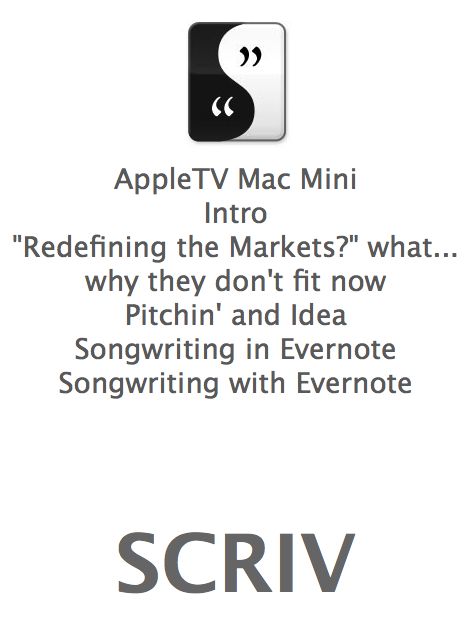 ”
“
AppleTV Mac Mini
Intro
"Redefining the Markets?" what...
why they don't fit now
Pitchin' and Idea
Songwriting in Evernote
Songwriting with Evernote
SCRIV